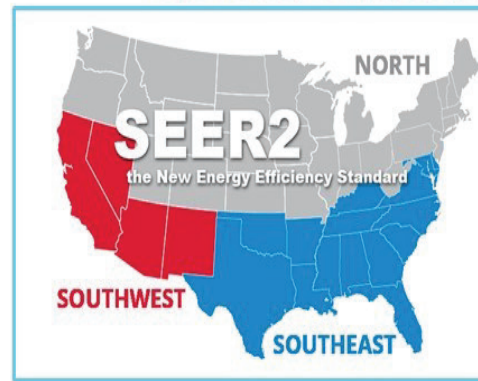 NORTH
SEER2
the New Energy Efficiency Standard
SOUTHWEST
SOUTHEAST